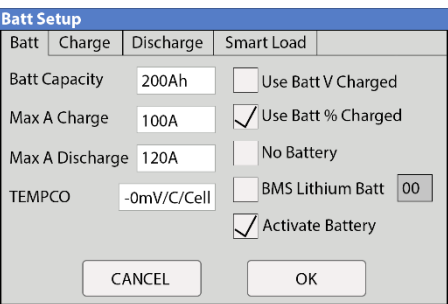 Batt Setup
Batt Charge Discharge Smart Load
Batt Capacity 200Ah Use Batt V Charged
Max A Charge 100A Use Batt % Charged
Max A Discharge 120A No Battery
TEMPCO -0mV/C/Cell BMS Lithium Batt 00
Activate Battery
CANCEL OK